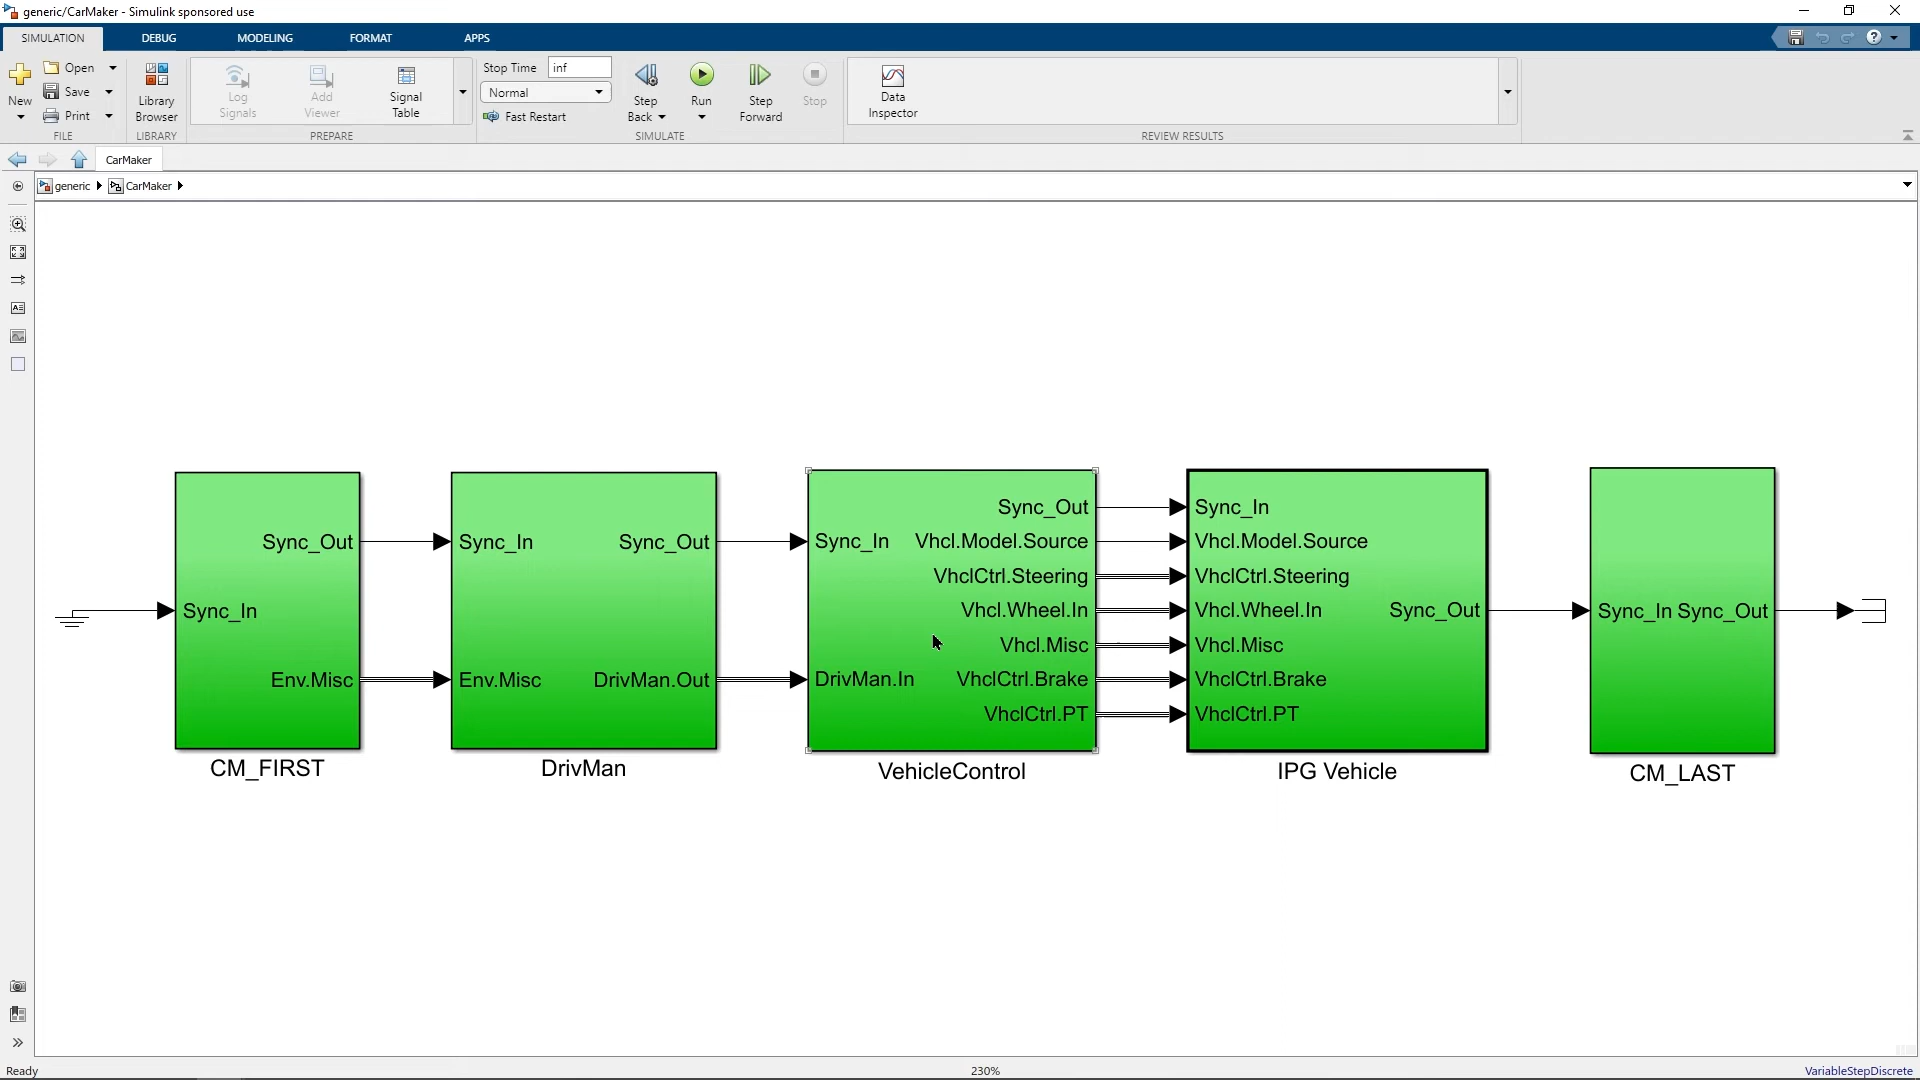 generic/CarMaker - Simulink sponsored use
SIMULATION DEBUG MODELING FORMAT APPS
New
Open
Save
Print
FILE
Library Browser
LIBRARY
Log Signals
Add Viewer
Signal Table
PREPARE
Stop Time inf
Normal
Fast Restart
Step Back
Run
Step Forward
Stop
SIMULATE
Data Inspector
REVIEW RESULTS
CarMaker
generic CarMaker
Sync_In
Sync_Out
Env.Misc
CM_FIRST
Sync_In Sync_Out
Env.Misc DrivMan.Out
DrivMan
Sync_In
DrivMan.In
Sync_Out
Vhcl.Model.Source
VhclCtrl.Steering
Vhcl.Wheel.In
Vhcl.Misc
VhclCtrl.Brake
VhclCtrl.PT
VehicleControl
Sync_In
Vhcl.Model.Source
VhclCtrl.Steering
Vhcl.Wheel.In
Vhcl.Misc
VhclCtrl.Brake
VhclCtrl.PT
Sync_Out
IPG Vehicle
Sync_In Sync_Out
CM_LAST
Ready 230% VariableStepDiscrete